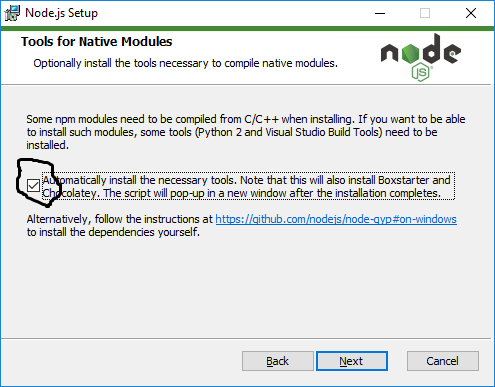 Node.js Setup
Tools for Native Modules
Optionally install the tools necessary to compile native modules.
node
JS
Some npm modules need to be compiled from C/C++ when installing. If you want to be able
to install such modules, some tools (Python 2 and Visual Studio Build Tools) need to be
installed.
Automatically install the necessary tools. Note that this will also install Boxstarter and
Chocolatey. The script will pop-up in a new window after the installation completes.
Alternatively, follow the instructions at https://github.com/nodejs/node-gyp#on-windows
to install the dependencies yourself.
Back Next Cancel